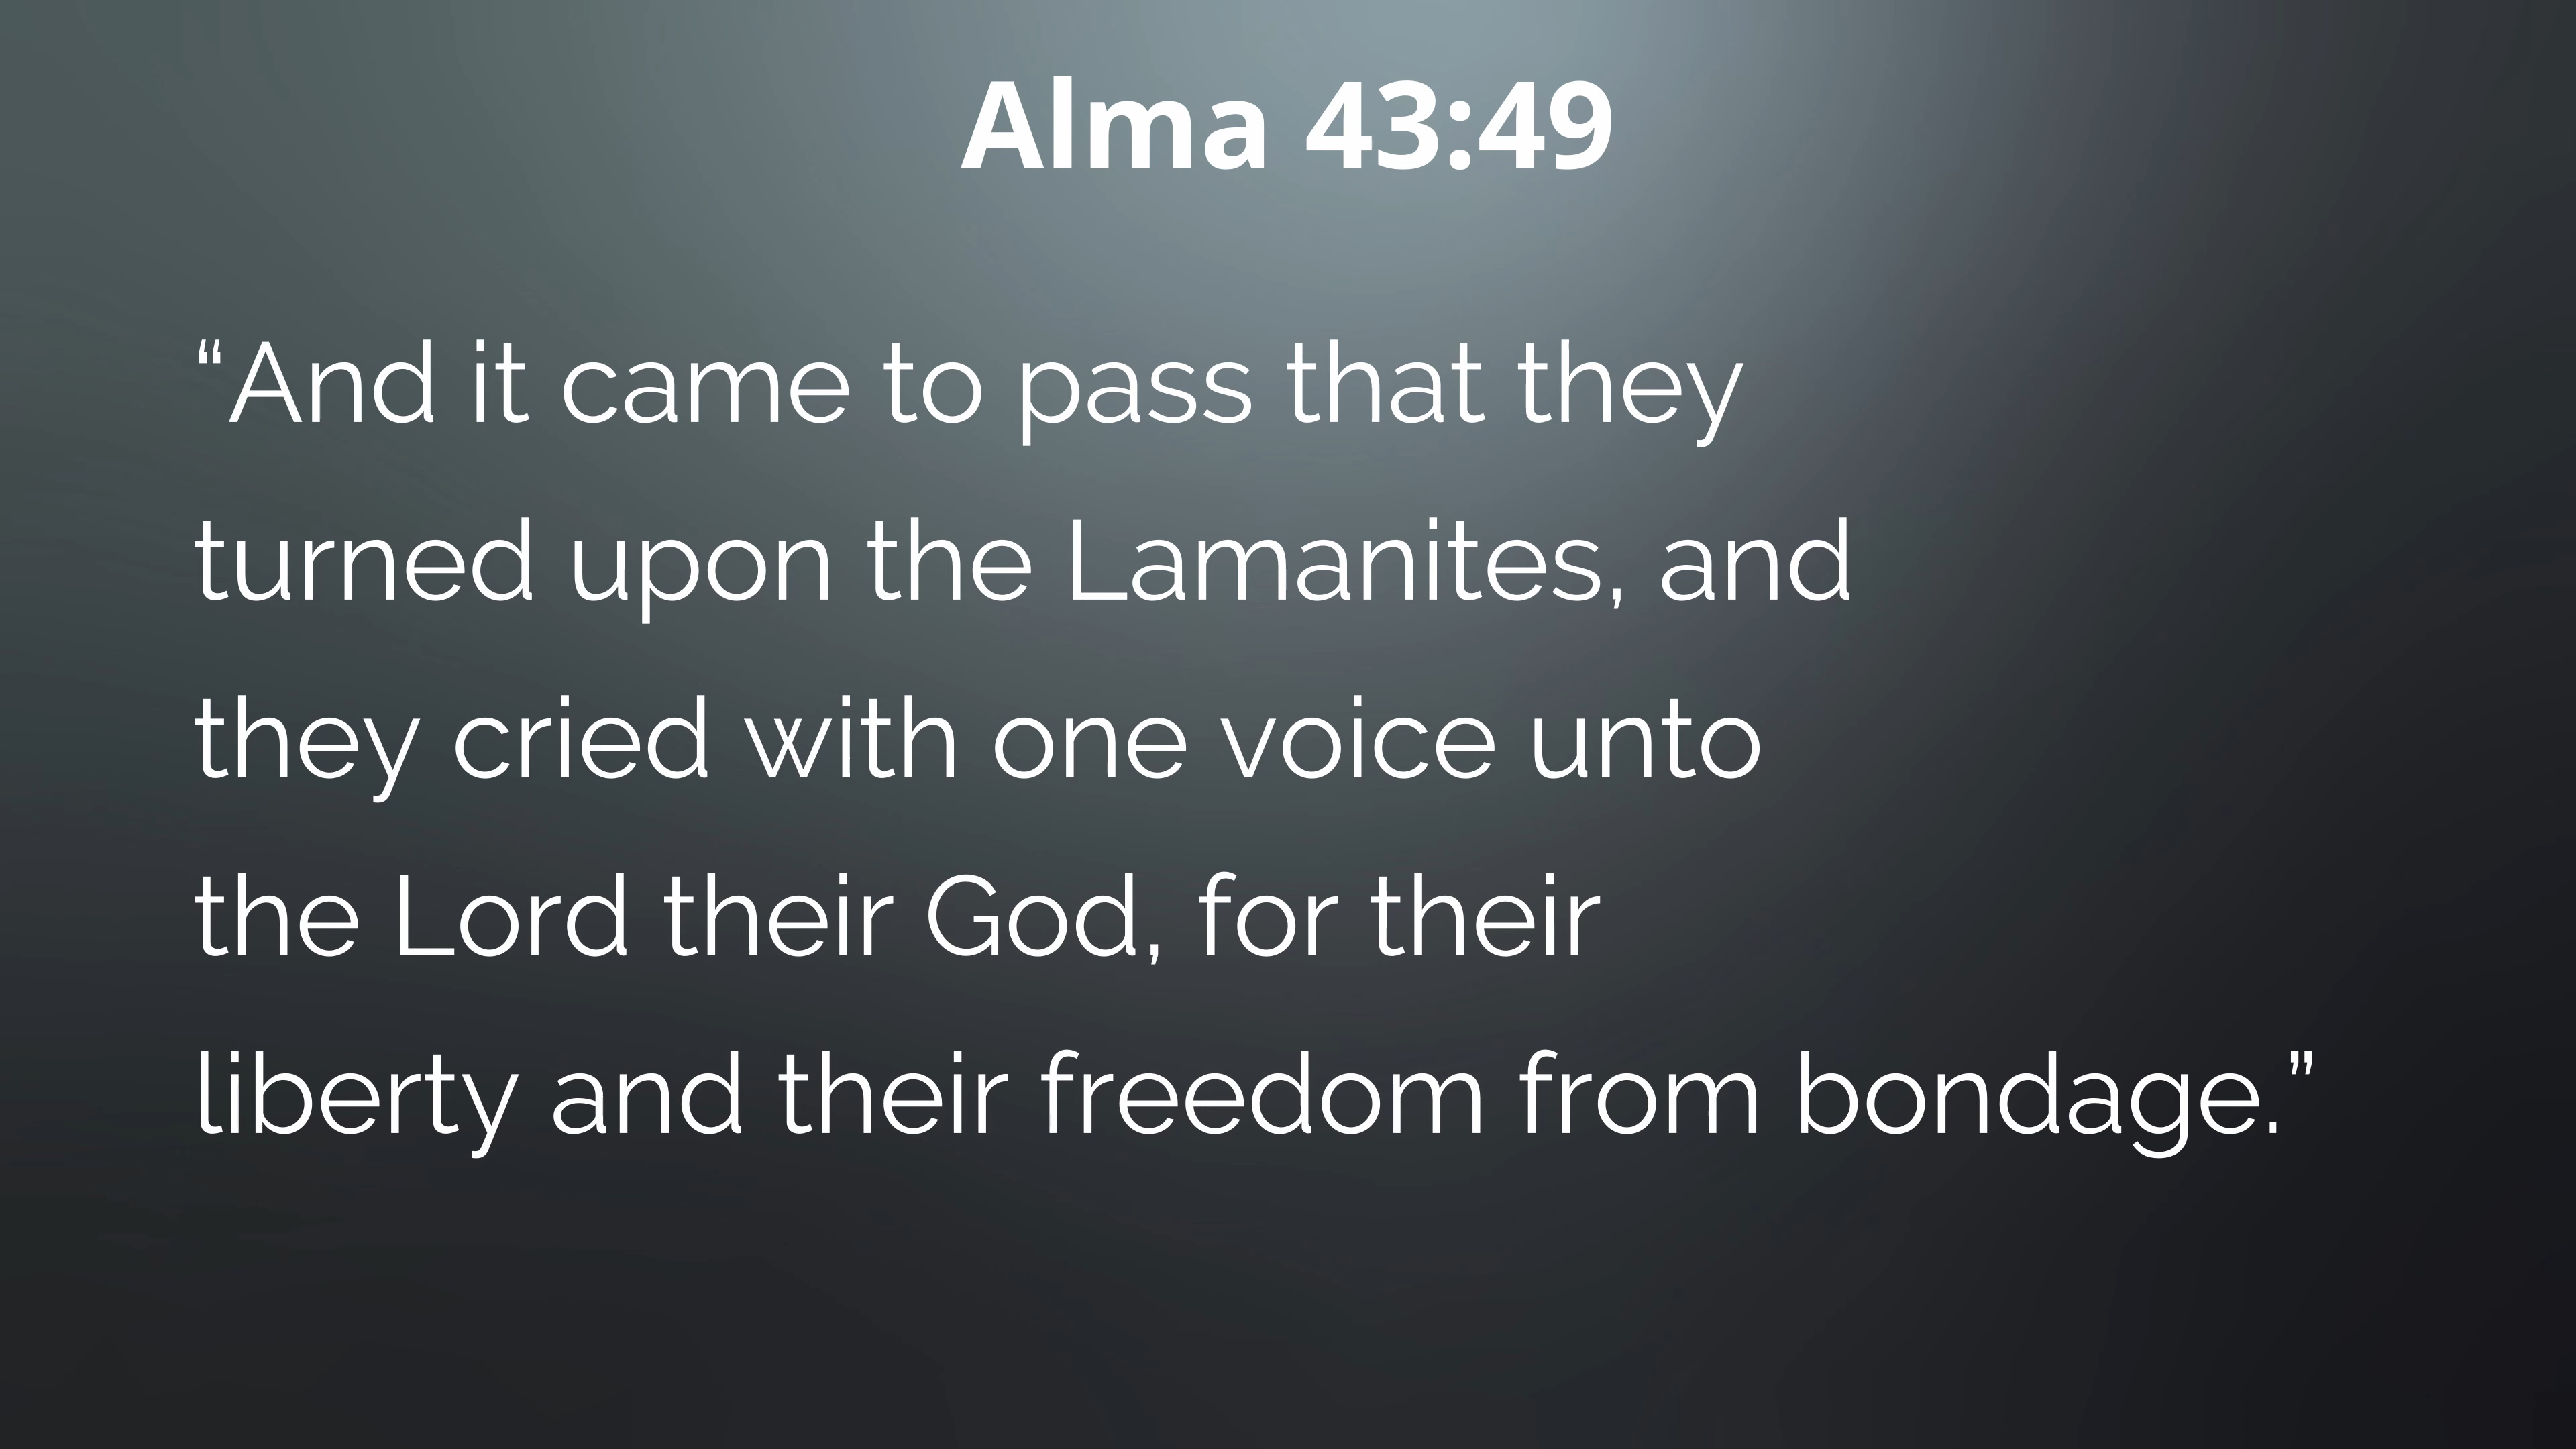 Alma 43:49
“And it came to pass that they
turned upon the Lamanites, and
they cried with one voice unto
the Lord their God, for their
liberty and their freedom from bondage.”